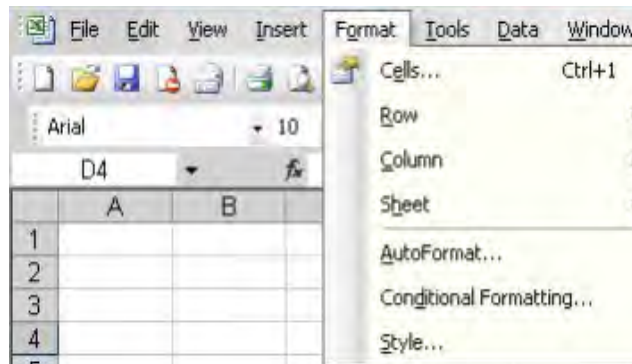 File Edit View Insert Format Tools Data Window
Cells... Ctrl+1
Arial 10
Row
D4 fx
Column
A B
Sheet
1
AutoFormat...
2
3
Conditional Formatting...
4
Style...